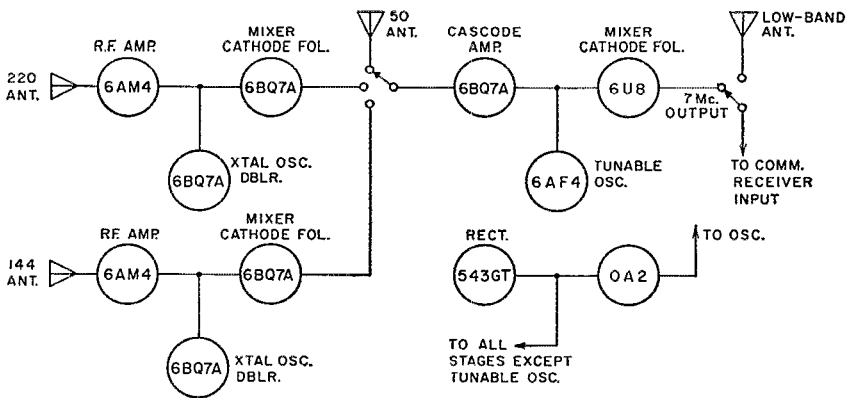 R.F. AMP.
MIXER
CATHODE FOL.
50
ANT.
CASCODE
AMP.
MIXER
CATHODE FOL.
LOW-BAND
ANT.
220
ANT.
6AM4
6BQ7A
6BQ7A
6U8
7 Mc.
OUTPUT
6BQ7A
XTAL OSC.
DBLR.
6AF4
TUNABLE
OSC.
TO COMM.
RECEIVER
INPUT
RF. AMP.
MIXER
CATHODE FOL.
RECT.
TO OSC.
144
ANT.
6AM4
6BQ7A
543GT
OA2
6BQ7A
XTAL OSC.
DBLR.
TO ALL
STAGES EXCEPT
TUNABLE OSC.